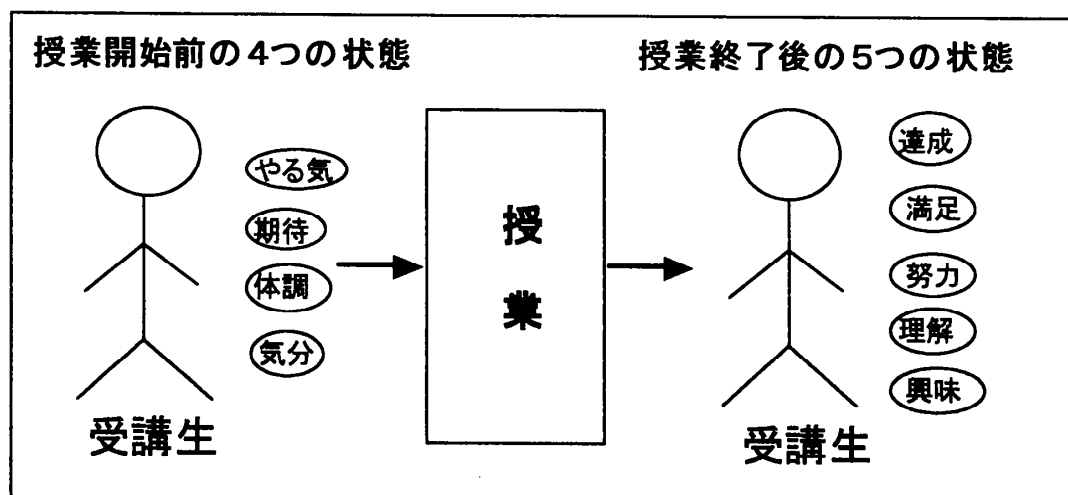 授業開始前の4つの状態
やる気
期待
体調
気分
受講生
授業
授業終了後の5つの状態
達成
満足
努力
理解
興味
受講生